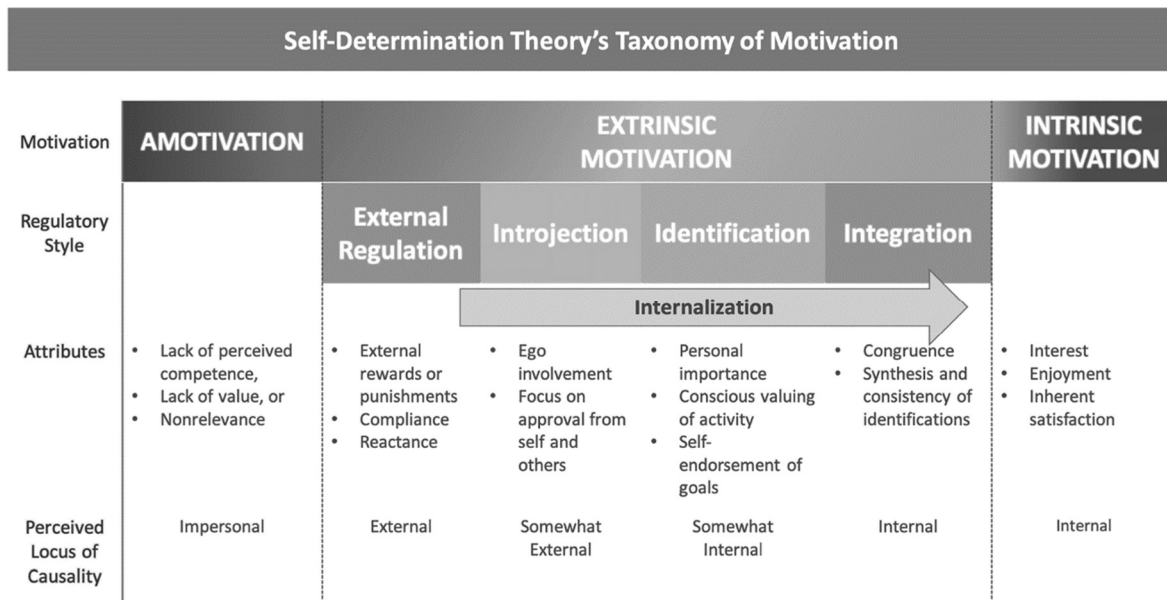 Self-Determination Theory's Taxonomy of Motivation
Motivation
AMOTIVATION
EXTRINSIC
MOTIVATION
INTRINSIC
MOTIVATION
Regulatory
Style
External
Regulation
Introjection
Identification
Integration
Internalization
Attributes
• Lack of perceived
competence,
• Lack of value, or
• Nonrelevance
• External
rewards or
punishments
• Compliance
• Reactance
• Ego
involvement
• Focus on
approval from
self and
others
• Personal
importance
• Conscious valuing
of activity
• Self-
endorsement of
goals
• Congruence
• Synthesis and
consistency of
identifications
• Interest
• Enjoyment
• Inherent
satisfaction
Perceived
Locus of
Causality
Impersonal
External
Somewhat
External
Somewhat
Internal
Internal
Internal